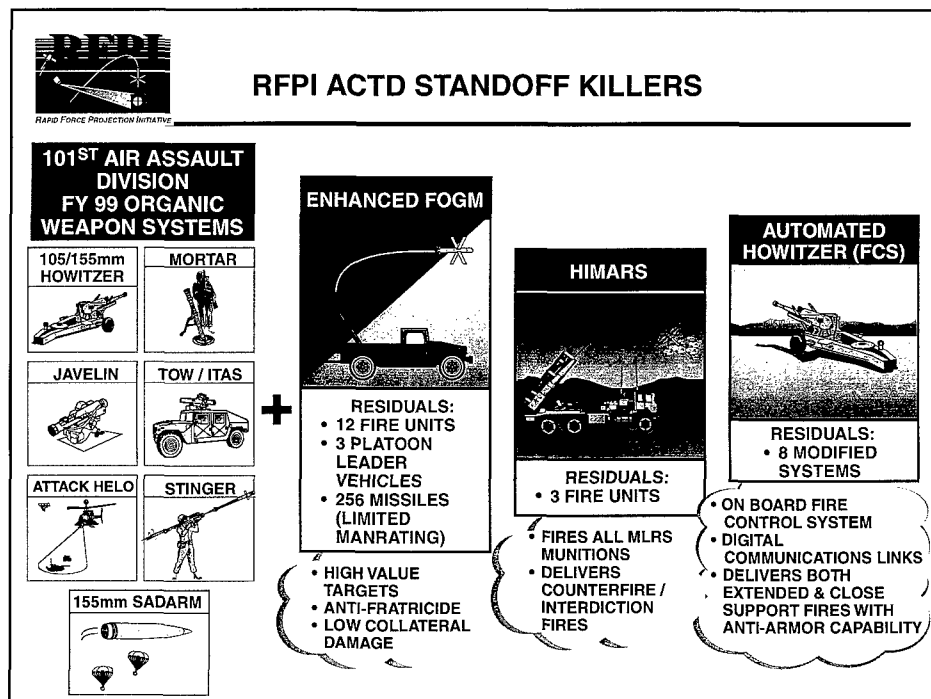 RFPI
RAPID FORCE PROJECTION INITIATIVE
RFPI ACTD STANDOFF KILLERS
101ST AIR ASSAULT
DIVISION
FY 99 ORGANIC
WEAPON SYSTEMS
105/155mm
HOWITZER
MORTAR
JAVELIN
TOW / ITAS
ATTACK HELO
STINGER
155mm SADARM
+
ENHANCED FOGM
RESIDUALS:
• 12 FIRE UNITS
• 3 PLATOON
LEADER
VEHICLES
• 256 MISSILES
(LIMITED
MANRATING)
• HIGH VALUE
TARGETS
• ANTI-FRATRICIDE
• LOW COLLATERAL
DAMAGE
HIMARS
RESIDUALS:
• 3 FIRE UNITS
• FIRES ALL MLRS
MUNITIONS
• DELIVERS
COUNTERFIRE /
INTERDICTION
FIRES
AUTOMATED
HOWITZER (FCS)
RESIDUALS:
• 8 MODIFIED
SYSTEMS
• ON BOARD FIRE
CONTROL SYSTEM
• DIGITAL
COMMUNICATIONS LINKS
• DELIVERS BOTH
EXTENDED & CLOSE
SUPPORT FIRES WITH
ANTI-ARMOR CAPABILITY